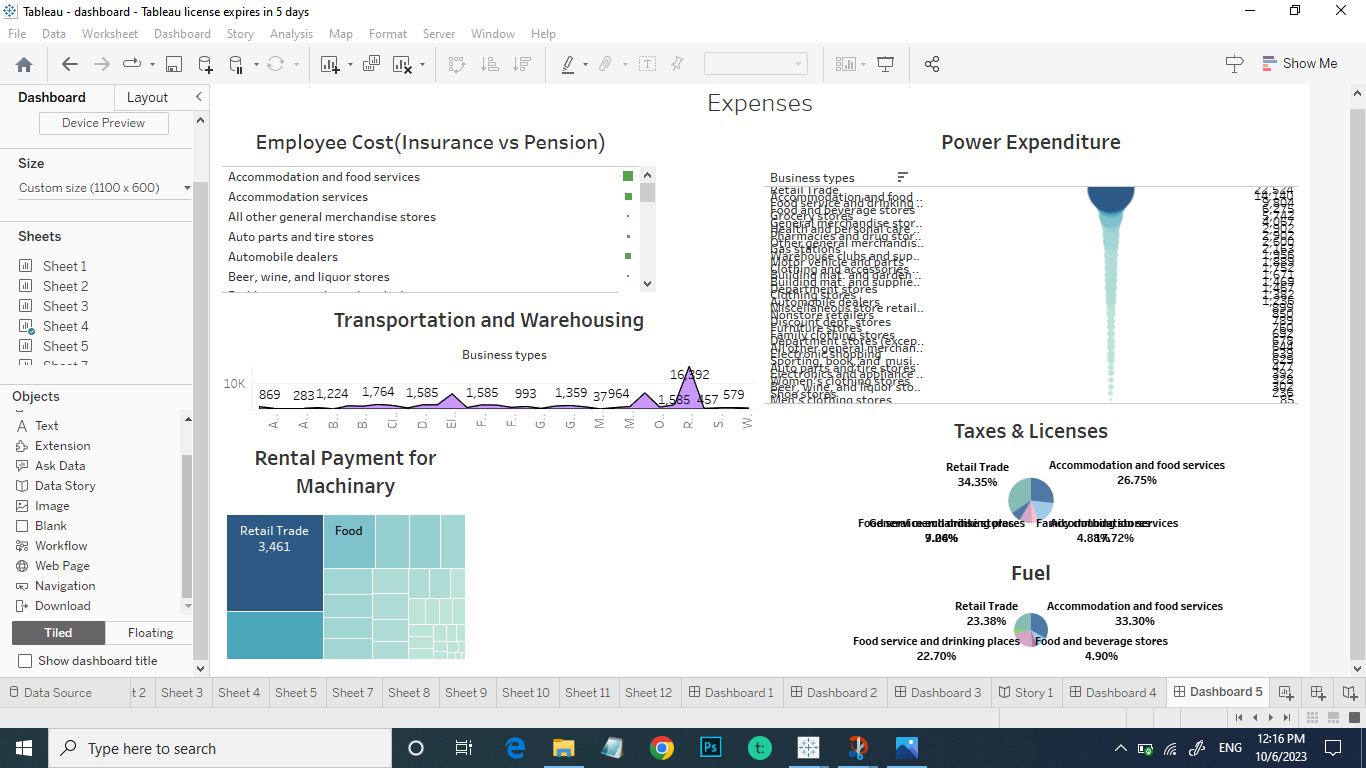 Tableau - dashboard - Tableau license expires in 5 days
File Data Worksheet Dashboard Story Analysis Map Format Server Window Help
Show Me
Dashboard Layout
Device Preview
Size
Custom size (1100 x 600)
Sheets
Sheet 1
Sheet 2
Sheet 3
Sheet 4
Sheet 5
Objects
Text
Extension
Ask Data
Data Story
Image
Blank
Workflow
Web Page
Navigation
Download
Tiled Floating
Show dashboard title
Expenses
Employee Cost(Insurance vs Pension)
Accommodation and food services
Accommodation services
All other general merchandise stores
Auto parts and tire stores
Automobile dealers
Beer, wine, and liquor stores
Transportation and Warehousing
Business types
10K
869 283 1,224 1,764 1,585 1,585 993 1,359 37 964 1,585 16,392 457 579
A.. A.. B.. B.. Cl.. D.. El.. F.. F.. G.. G.. M.. M.. O.. R.. S.. W..
Rental Payment for
Machinary
Retail Trade
3,461
Food
Power Expenditure
Business types
Retail Trade 22,524
Accommodation and food .. 14,140
Food service and drinking ..
Food and beverage stores
Grocery stores
General merchandise stor..
Health and personal care ..
Pharmacies and drug stor..
Other general merchandis..
Gas stations
Warehouse clubs and sup..
Motor vehicle and parts
Clothing and accessories ..
Building mat. and garden ..
Building mat. and supplie..
Department stores
Clothing stores
Automobile dealers
Miscellaneous store retail..
Nonstore retailers
Discount dept. stores
Furniture stores
Family clothing stores
Department stores (excep..
All other general merchan..
Electronic shopping
Sporting, book, and musi..
Auto parts and tire stores
Electronics and appliance ..
Women's clothing stores
Beer, wine, and liquor sto..
Shoe stores 236
Men's clothing stores 85
Taxes & Licenses
Retail Trade
34.35%
Accommodation and food services
26.75%
Family clothing stores
4.88%
Accommodation services
17.72%
Fuel
Retail Trade
23.38%
Accommodation and food services
33.30%
Food service and drinking places
22.70%
Food and beverage stores
4.90%
Data Source t 2 Sheet 3 Sheet 4 Sheet 5 Sheet 7 Sheet 8 Sheet 9 Sheet 10 Sheet 11 Sheet 12 Dashboard 1 Dashboard 2 Dashboard 3 Story 1 Dashboard 4 Dashboard 5
Type here to search
Ps
t:
ENG
12:16 PM
10/6/2023